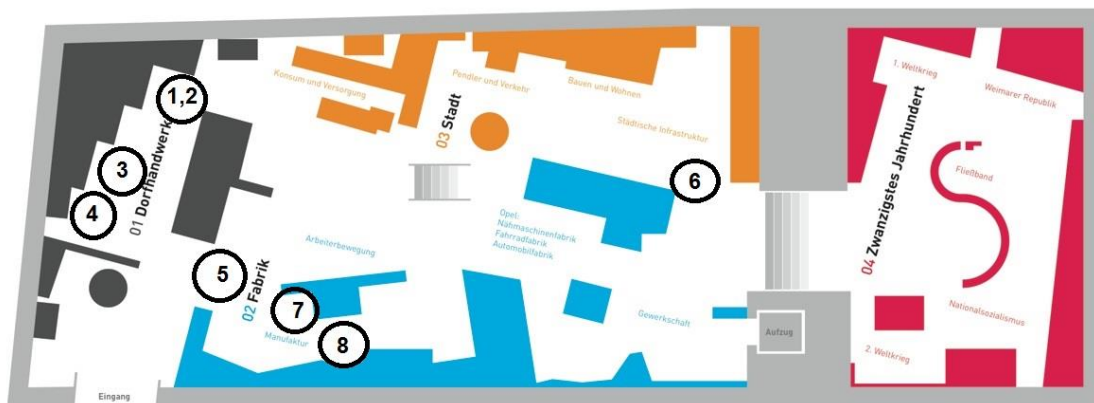 1,2
3
4
5
6
7
8
01 Dorfhandwerk
Eingang
02 Fabrik
Arbeiterbewegung
Manufaktur
Opel:
Nähmaschinenfabrik
Fahrradfabrik
Automobilfabrik
Gewerkschaft
03 Stadt
Konsum und Versorgung
Pendler und Verkehr
Bauen und Wohnen
Städtische Infrastruktur
Aufzug
04 Zwanzigstes Jahrhundert
1. Weltkrieg
Weimarer Republik
Fließband
Nationalsozialismus
2. Weltkrieg